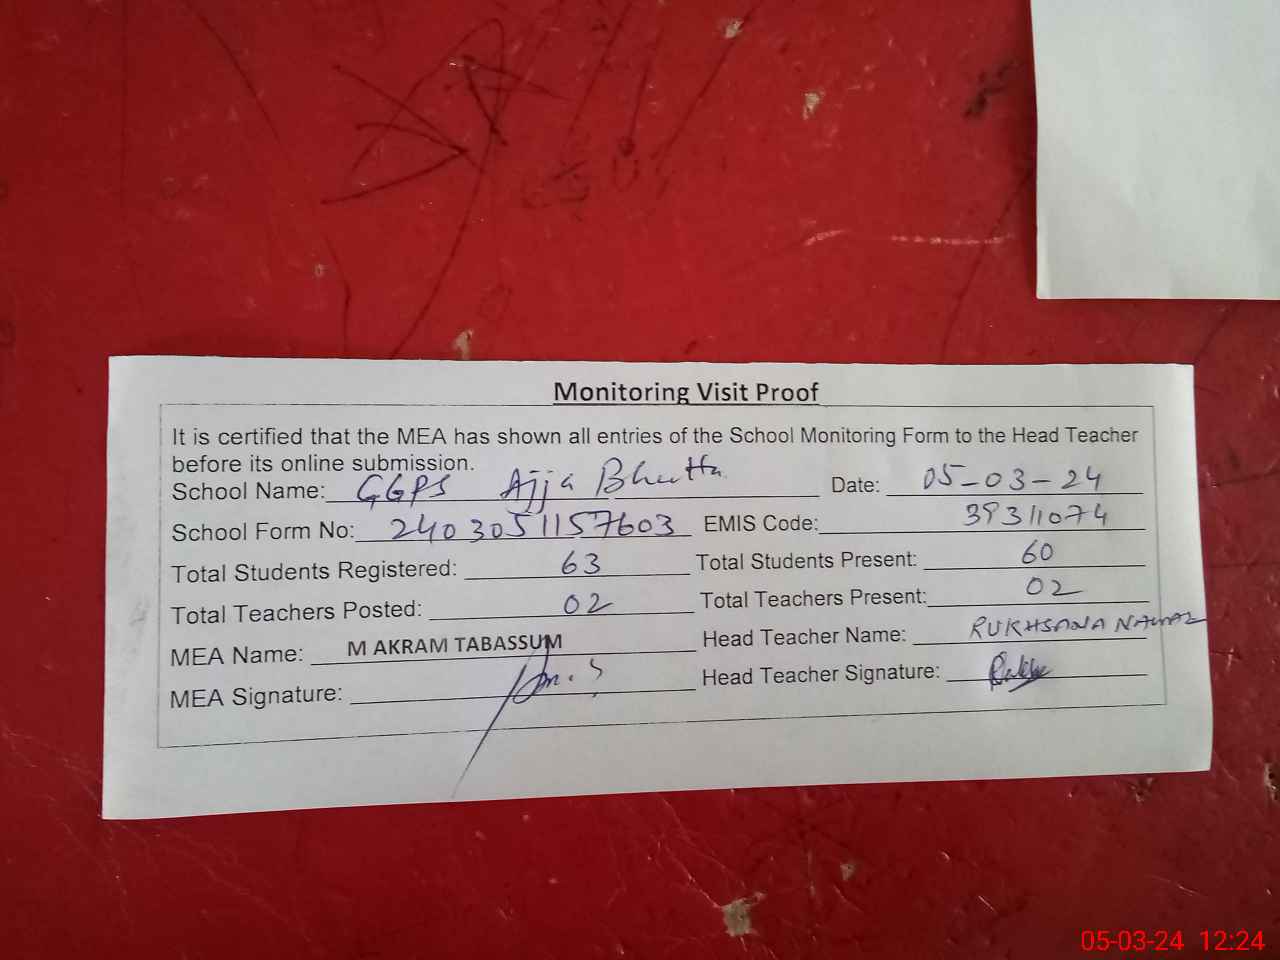 Monitoring Visit Proof
It is certified that the MEA has shown all entries of the School Monitoring Form to the Head Teacher
before its online submission.
School Name: GGPS Ajja Bhutta Date: 05-03-24
School Form No: 2403051157603 EMIS Code: 39311074
Total Students Registered: 63 Total Students Present: 60
Total Teachers Posted: 02 Total Teachers Present: 02
MEA Name: M AKRAM TABASSUM Head Teacher Name: RUKHSANA NAWAZ
MEA Signature: Head Teacher Signature:
05-03-24 12:24